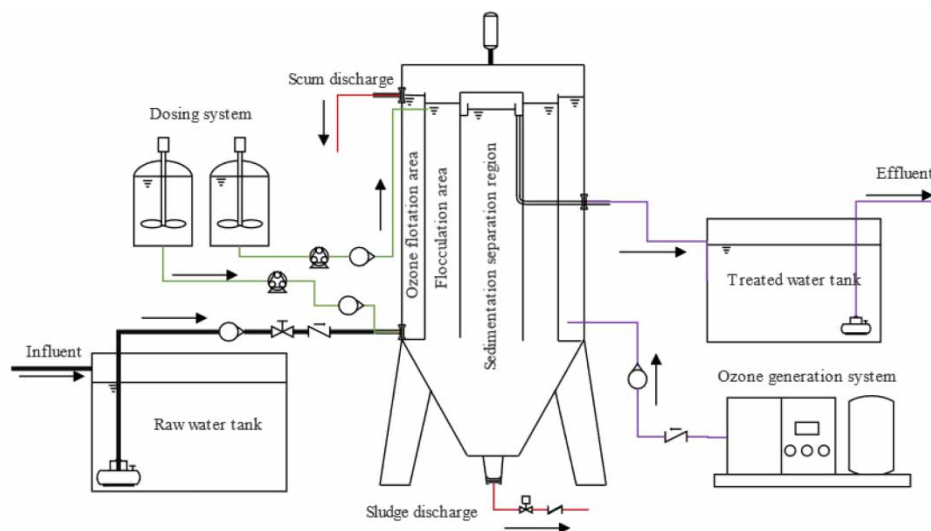 Scum discharge
Dosing system
Ozone flotation area
Flocculation area
Sedimentation separation region
Effluent
Treated water tank
Influent
Raw water tank
Ozone generation system
Sludge discharge